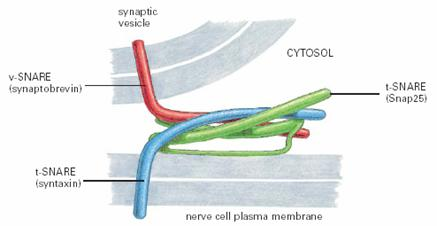 synaptic
vesicle
CYTOSOL
v-SNARE
(synaptobrevin)
t-SNARE
(Snap25)
t-SNARE
(syntaxin)
nerve cell plasma membrane